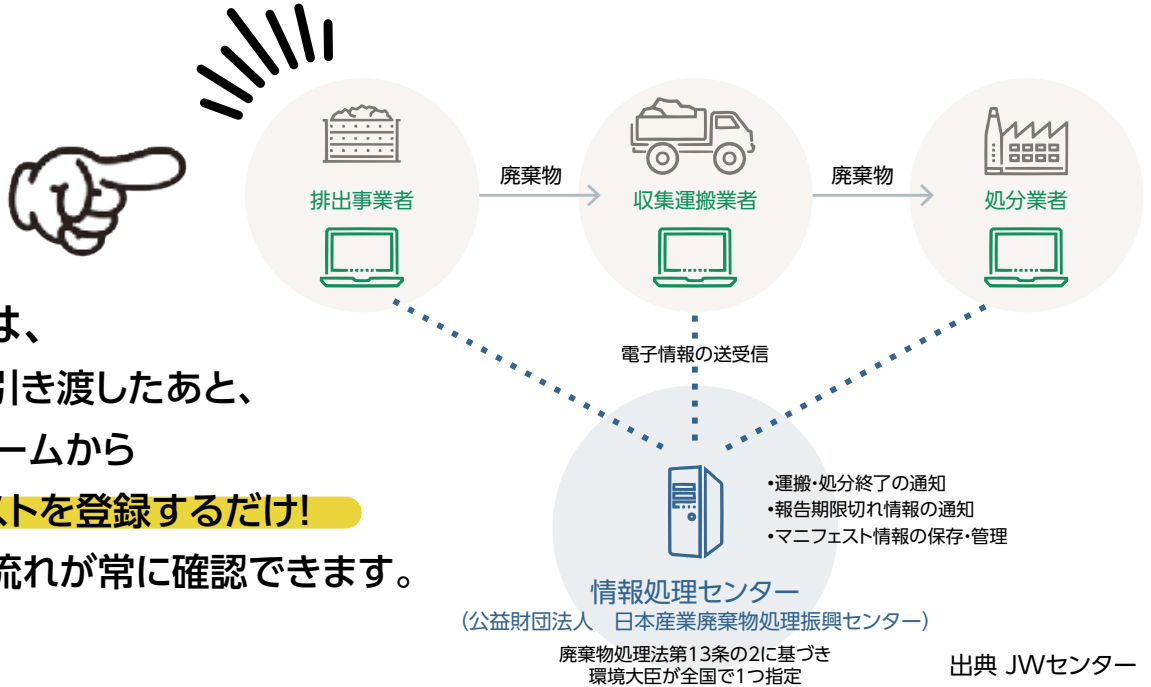 廃棄物
廃棄物
排出事業者
収集運搬業者
処分業者
電子情報の送受信
は、
引き渡したあと、
ームから
ストを登録するだけ!
流れが常に確認できます。
•運搬・処分終了の通知
•報告期限切れ情報の通知
•マニフェスト情報の保存・管理
情報処理センター
(公益財団法人 日本産業廃棄物処理振興センター)
廃棄物処理法第13条の2に基づき
環境大臣が全国で1つ指定
出典 JWセンター